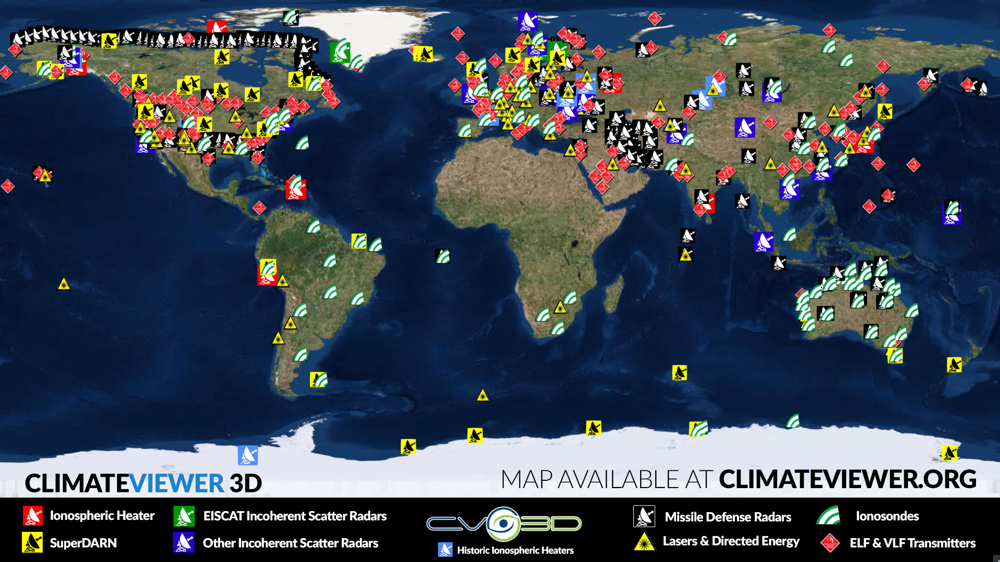 CLIMATEVIEWER 3D
MAP AVAILABLE AT CLIMATEVIEWER.ORG
Ionospheric Heater
EISCAT Incoherent Scatter Radars
CV3D
Missile Defense Radars
Ionosondes
SuperDARN
Other Incoherent Scatter Radars
Historic Ionospheric Heaters
Lasers & Directed Energy
ELF & VLF Transmitters